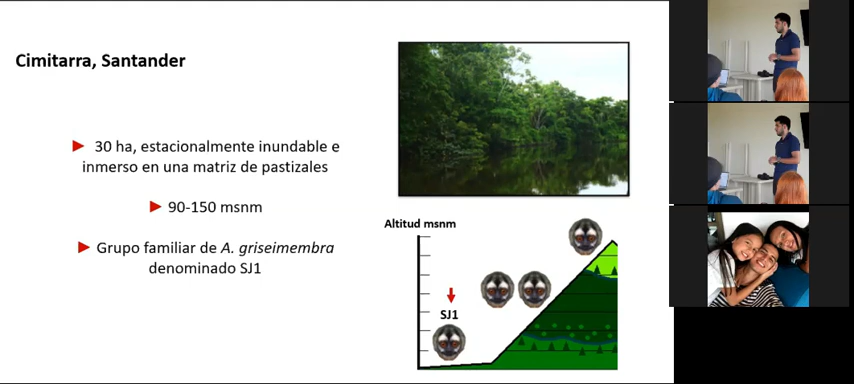 Cimitarra, Santander
30 ha, estacionalmente inundable e
inmerso en una matriz de pastizales
90-150 msnm
Grupo familiar de A. griseimembra
denominado SJ1
Altitud msnm
SJ1